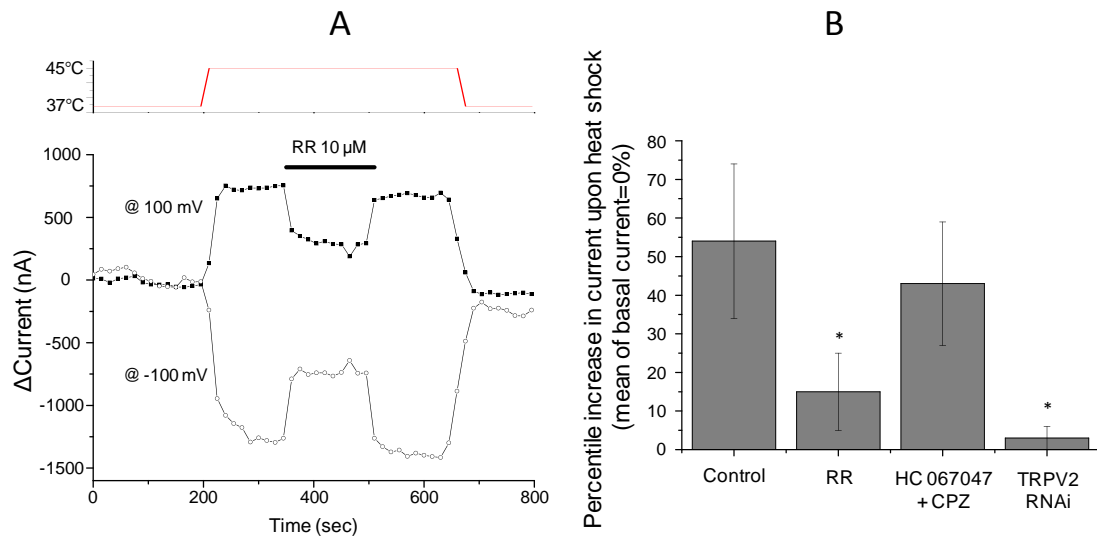 A
B
45°C
37°C
RR 10 µM
@ 100 mV
@ -100 mV
ΔCurrent (nA)
1000
500
0
-500
-1000
-1500
0
200
400
600
800
Time (sec)
Percentile increase in current upon heat shock
(mean of basal current=0%)
80
70
60
50
40
30
20
10
0
*
*
Control
RR
HC 067047
+ CPZ
TRPV2
RNAi